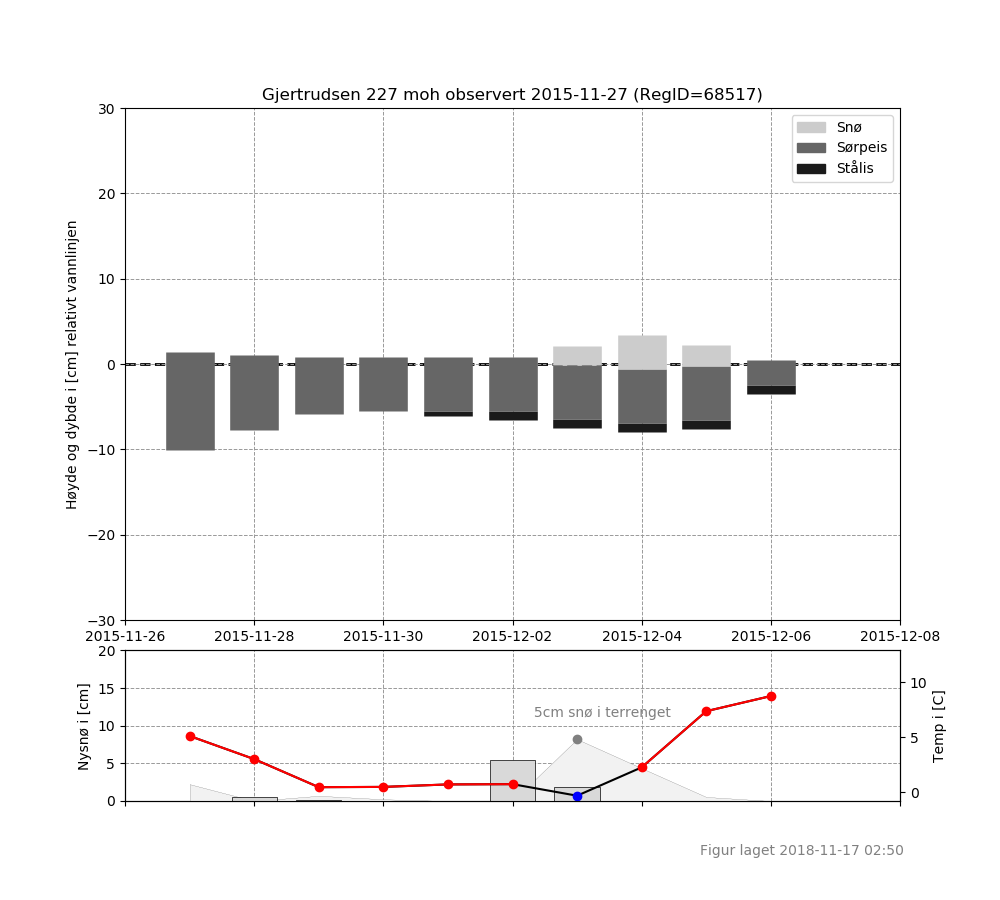 Gjertrudsen 227 moh observert 2015-11-27 (RegID=68517)
Snø
Sørpeis
Stålis
Høyde og dybde i [cm] relativt vannlinjen
30
20
10
0
−10
−20
−30
2015-11-26 2015-11-28 2015-11-30 2015-12-02 2015-12-04 2015-12-06 2015-12-08
Nysnø i [cm]
20
15
10
5
0
5cm snø i terrenget
10
5
0
Temp i [C]
Figur laget 2018-11-17 02:50